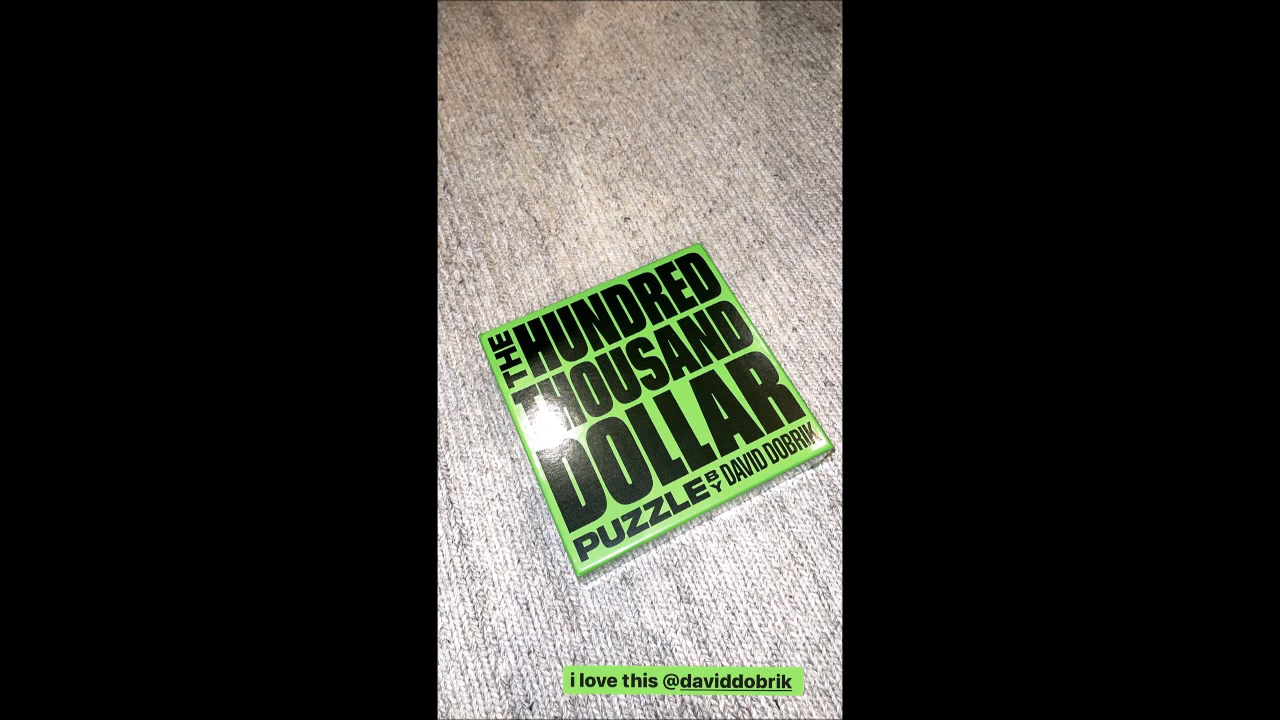 THE HUNDRED
THOUSAND
DOLLAR
PUZZLE BY DAVID DOBRIK
i love this @daviddobrik